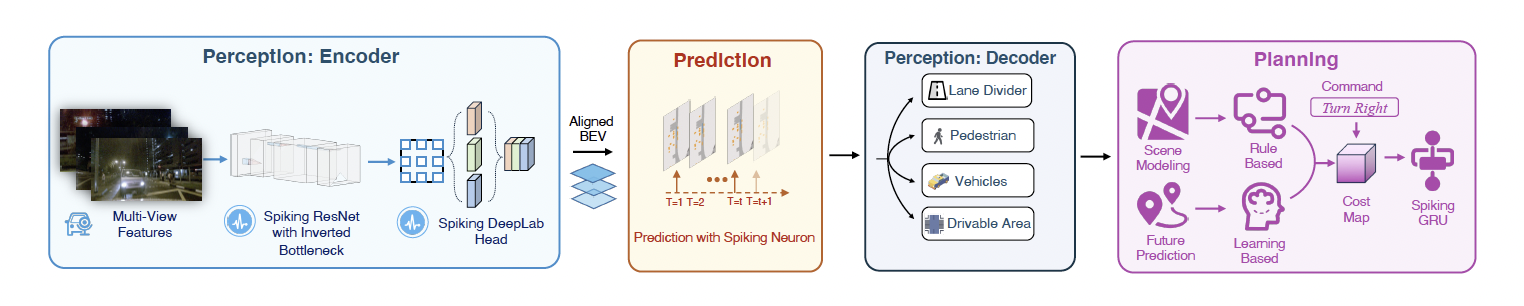 Perception: Encoder
Multi-View
Features
Spiking ResNet
with Inverted
Bottleneck
Spiking DeepLab
Head
Aligned
BEV
Prediction
T=1 T=2 T=t T=t+1
Prediction with Spiking Neuron
Perception: Decoder
Lane Divider
Pedestrian
Vehicles
Drivable Area
Planning
Command
Turn Right
Scene
Modeling
Rule
Based
Future
Prediction
Learning
Based
Cost
Map
Spiking
GRU